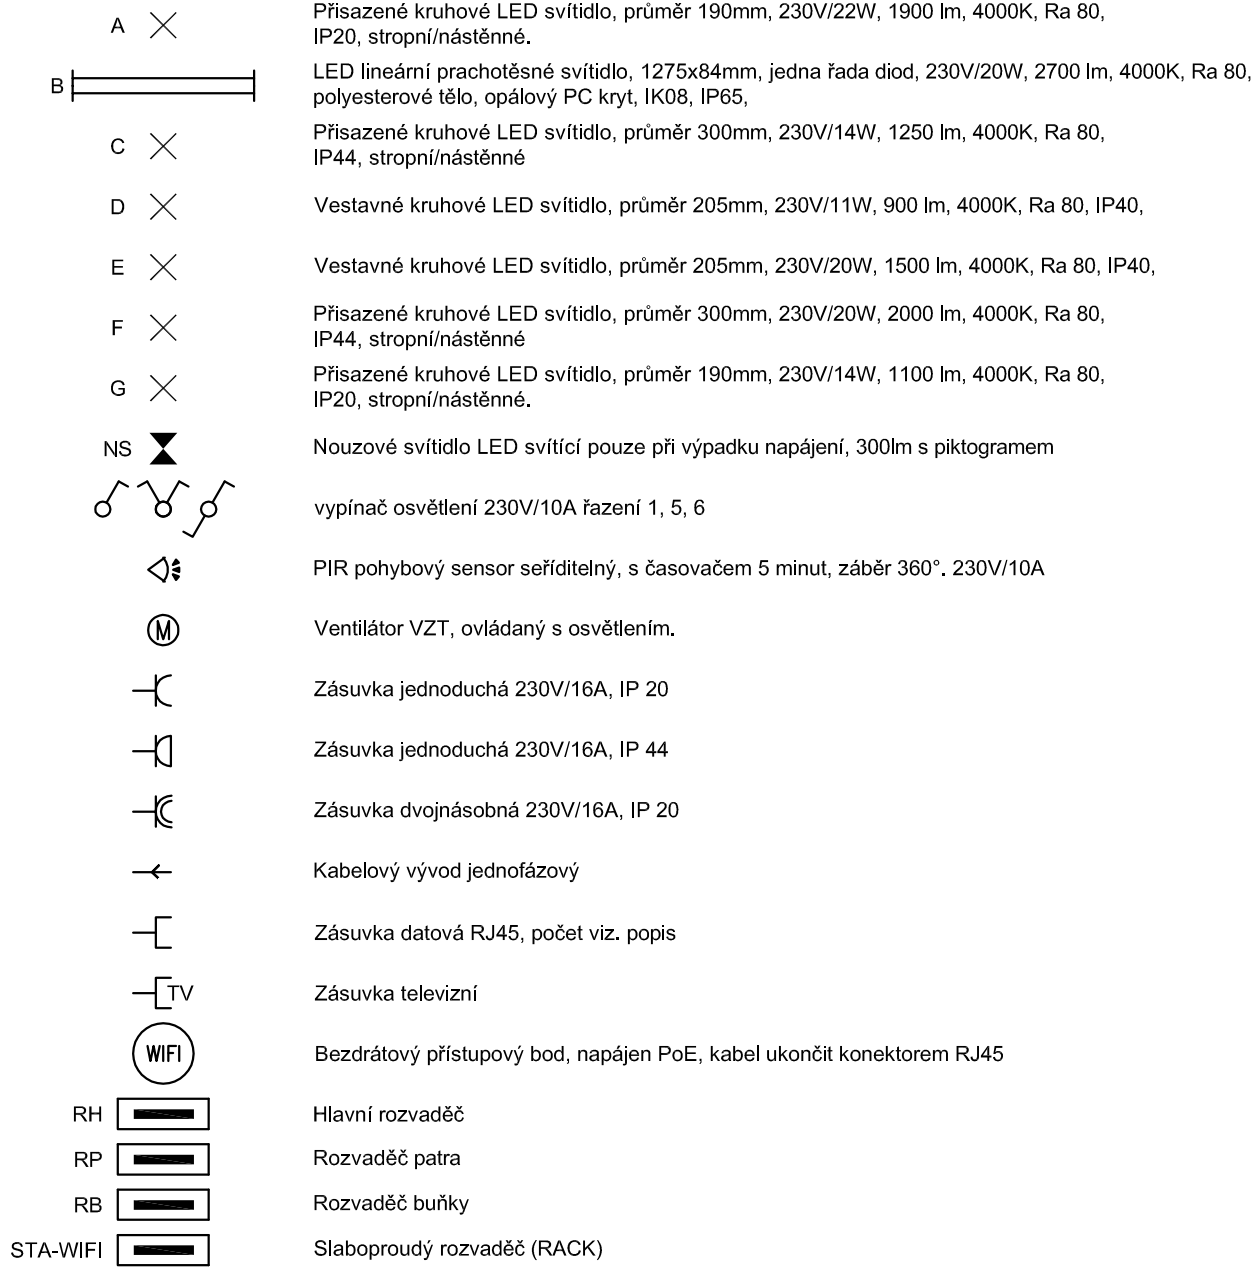 A Přisazené kruhové LED svítidlo, průměr 190mm, 230V/22W, 1900 lm, 4000K, Ra 80,
IP20, stropní/nástěnné.
B LED lineární prachotěsné svítidlo, 1275x84mm, jedna řada diod, 230V/20W, 2700 lm, 4000K, Ra 80,
polyesterové tělo, opálový PC kryt, IK08, IP65,
C Přisazené kruhové LED svítidlo, průměr 300mm, 230V/14W, 1250 lm, 4000K, Ra 80,
IP44, stropní/nástěnné
D Vestavné kruhové LED svítidlo, průměr 205mm, 230V/11W, 900 lm, 4000K, Ra 80, IP40,
E Vestavné kruhové LED svítidlo, průměr 205mm, 230V/20W, 1500 lm, 4000K, Ra 80, IP40,
F Přisazené kruhové LED svítidlo, průměr 300mm, 230V/20W, 2000 lm, 4000K, Ra 80,
IP44, stropní/nástěnné
G Přisazené kruhové LED svítidlo, průměr 190mm, 230V/14W, 1100 lm, 4000K, Ra 80,
IP20, stropní/nástěnné.
NS Nouzové svítidlo LED svítící pouze při výpadku napájení, 300lm s piktogramem
vypínač osvětlení 230V/10A řazení 1, 5, 6
PIR pohybový sensor seříditelný, s časovačem 5 minut, záběr 360°. 230V/10A
M Ventilátor VZT, ovládaný s osvětlením.
Zásuvka jednoduchá 230V/16A, IP 20
Zásuvka jednoduchá 230V/16A, IP 44
Zásuvka dvojnásobná 230V/16A, IP 20
Kabelový vývod jednofázový
Zásuvka datová RJ45, počet viz. popis
TV Zásuvka televizní
WIFI Bezdrátový přístupový bod, napájen PoE, kabel ukončit konektorem RJ45
RH Hlavní rozvaděč
RP Rozvaděč patra
RB Rozvaděč buňky
STA-WIFI Slaboproudý rozvaděč (RACK)